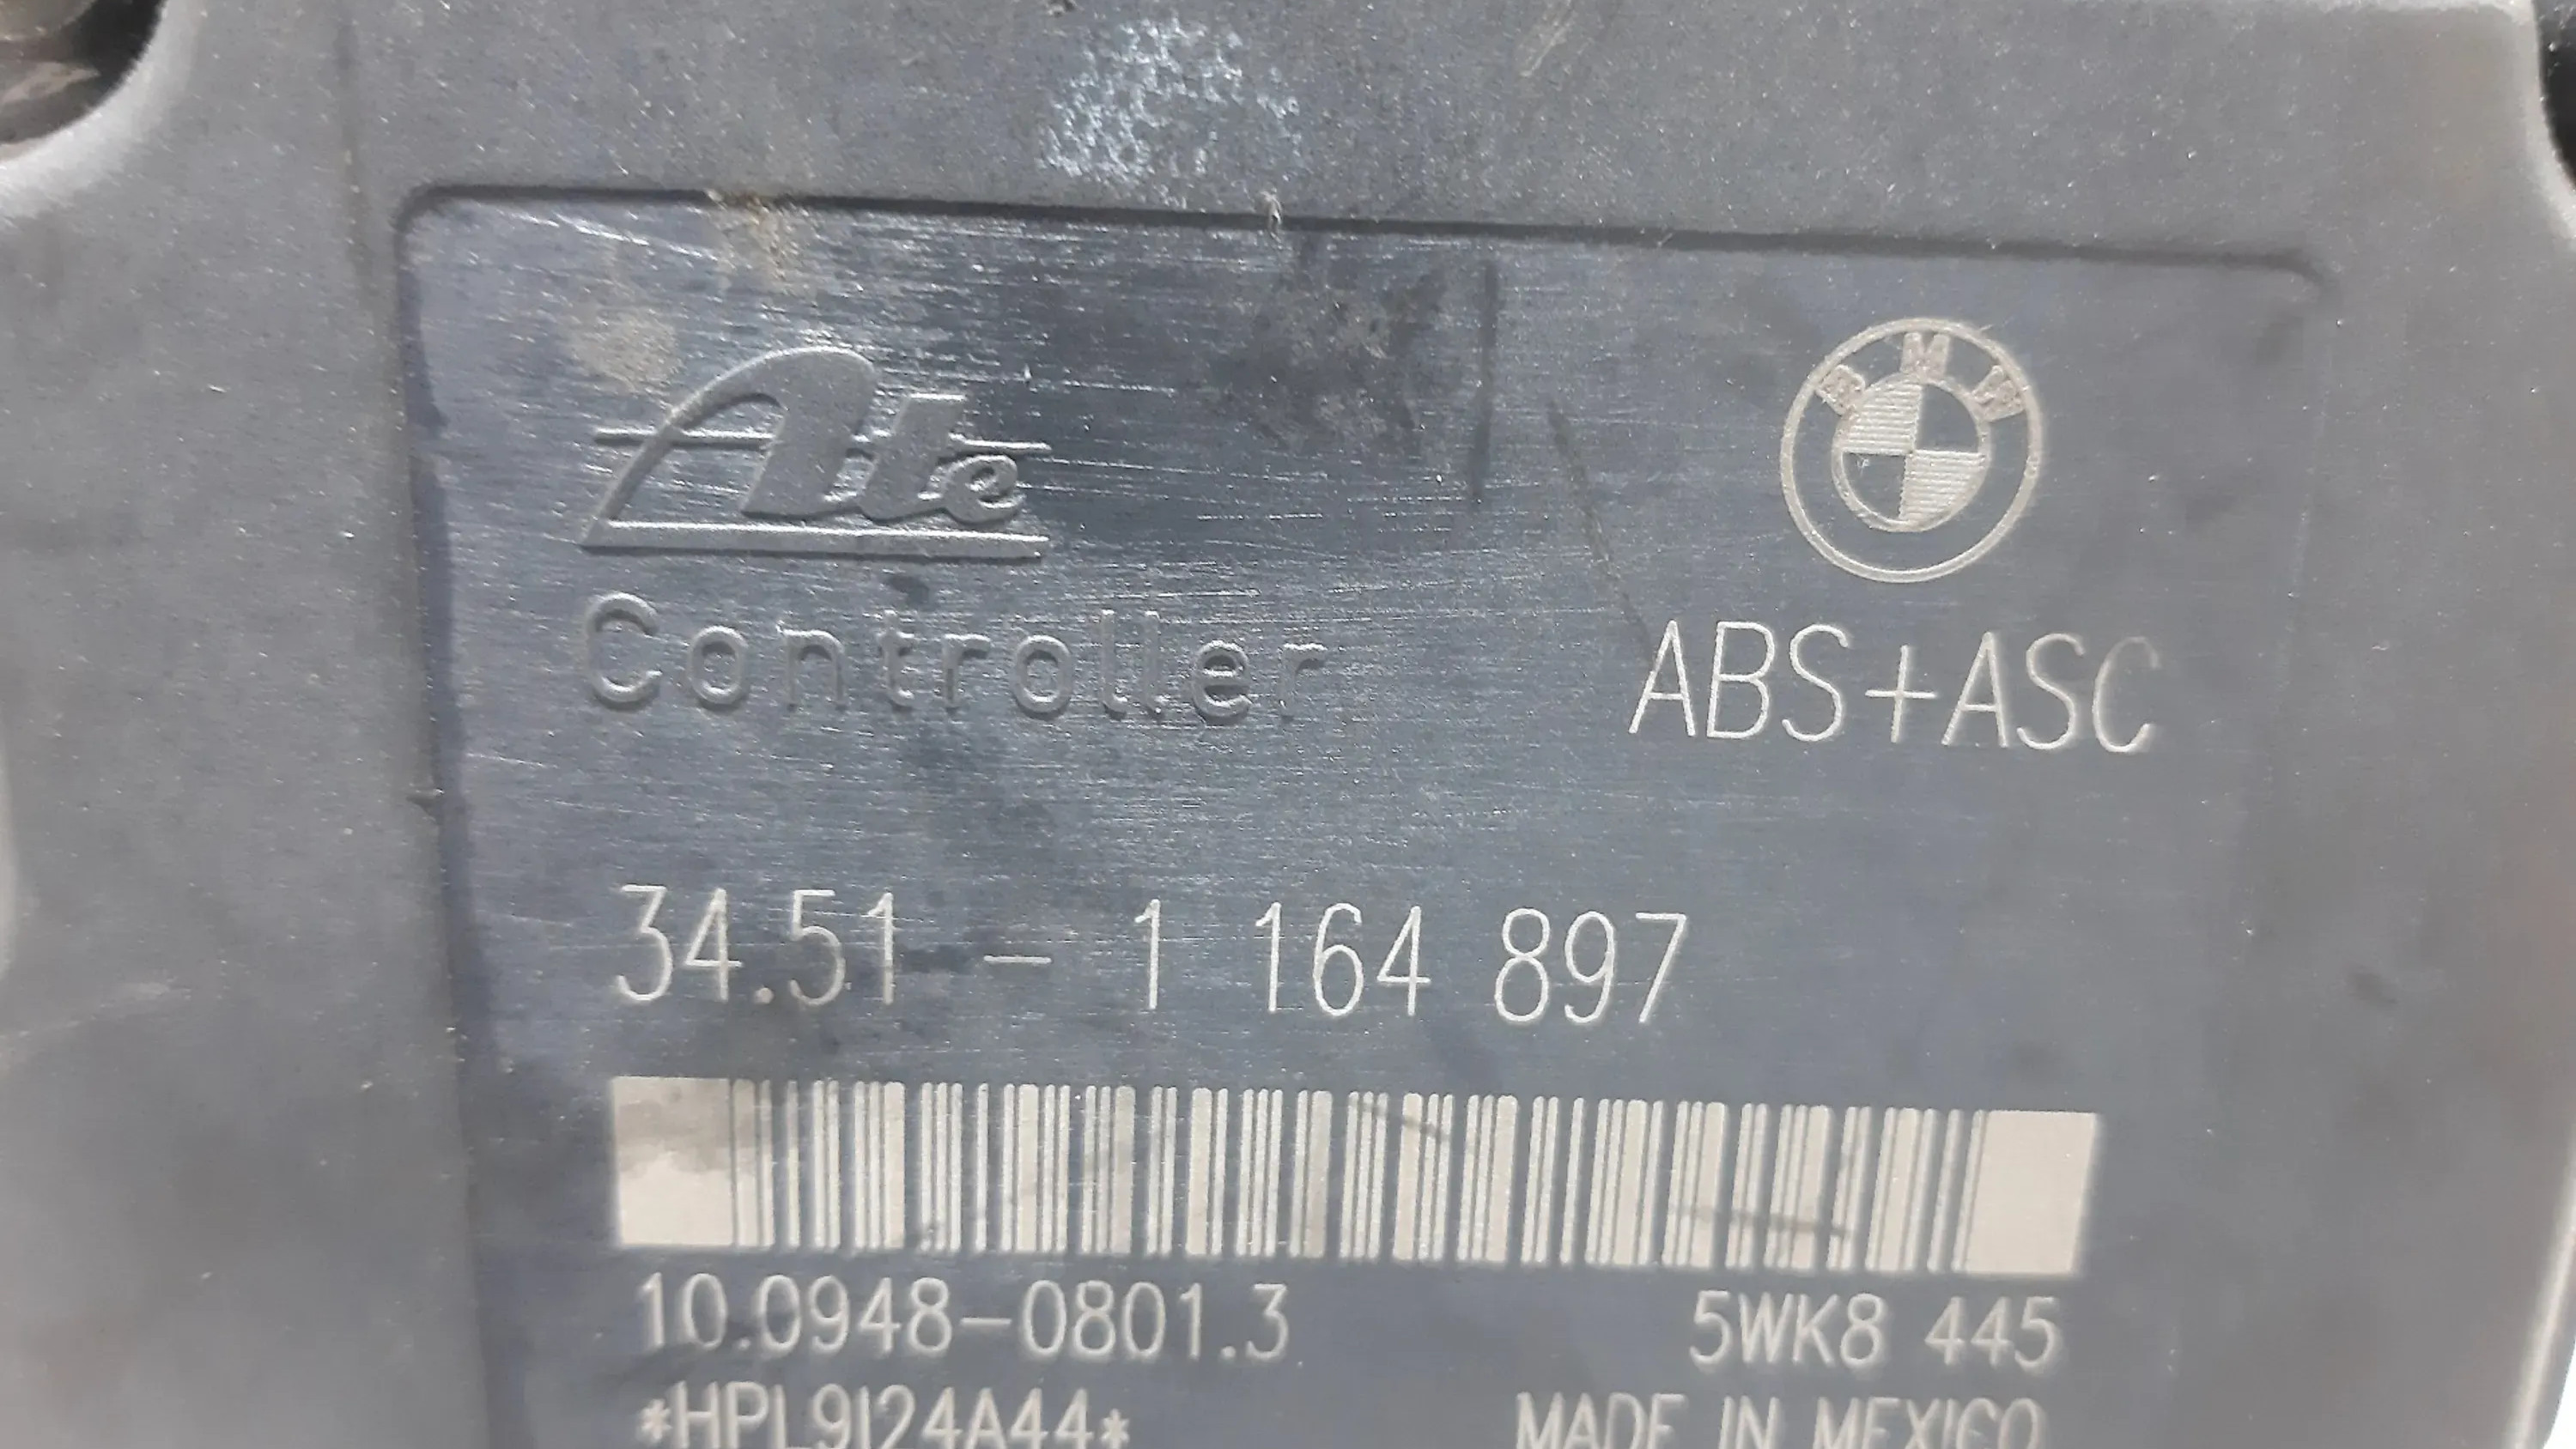 Ate
BMW
Controller
ABS+ASC
34.51 - 1 164 897
10.0948-0801.3 5WK8 445
*HPL9I24A44* MADE IN MEXICO